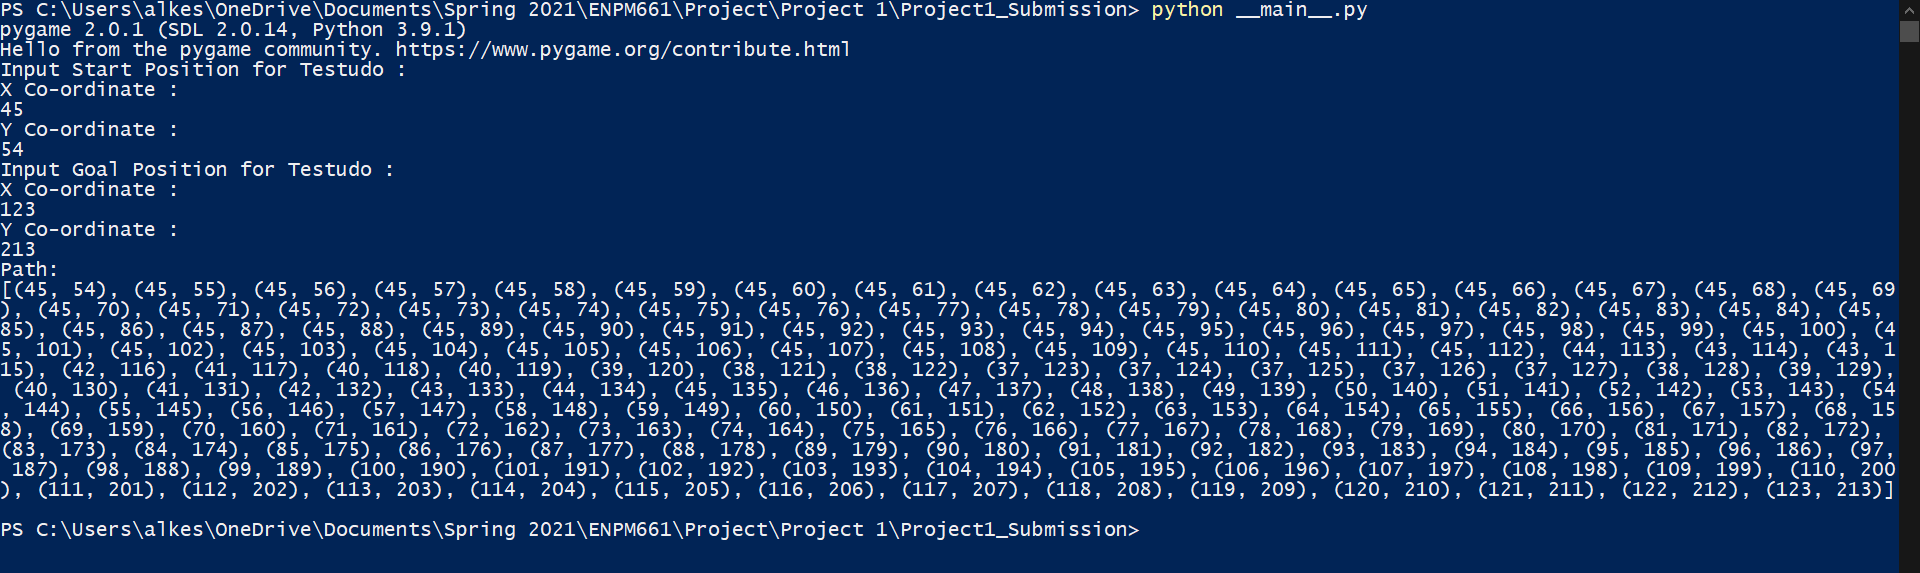 PS C:\Users\alkes\OneDrive\Documents\Spring 2021\ENPM661\Project\Project 1\Project1_Submission> python __main__.py
pygame 2.0.1 (SDL 2.0.14, Python 3.9.1)
Hello from the pygame community. https://www.pygame.org/contribute.html
Input Start Position for Testudo :
X Co-ordinate :
45
Y Co-ordinate :
54
Input Goal Position for Testudo :
X Co-ordinate :
123
Y Co-ordinate :
213
Path:
[(45, 54), (45, 55), (45, 56), (45, 57), (45, 58), (45, 59), (45, 60), (45, 61), (45, 62), (45, 63), (45, 64), (45, 65), (45, 66), (45, 67), (45, 68), (45, 69
), (45, 70), (45, 71), (45, 72), (45, 73), (45, 74), (45, 75), (45, 76), (45, 77), (45, 78), (45, 79), (45, 80), (45, 81), (45, 82), (45, 83), (45, 84), (45,
85), (45, 86), (45, 87), (45, 88), (45, 89), (45, 90), (45, 91), (45, 92), (45, 93), (45, 94), (45, 95), (45, 96), (45, 97), (45, 98), (45, 99), (45, 100), (4
5, 101), (45, 102), (45, 103), (45, 104), (45, 105), (45, 106), (45, 107), (45, 108), (45, 109), (45, 110), (45, 111), (45, 112), (44, 113), (43, 114), (43, 1
15), (42, 116), (41, 117), (40, 118), (40, 119), (39, 120), (38, 121), (38, 122), (37, 123), (37, 124), (37, 125), (37, 126), (37, 127), (38, 128), (39, 129),
 (40, 130), (41, 131), (42, 132), (43, 133), (44, 134), (45, 135), (46, 136), (47, 137), (48, 138), (49, 139), (50, 140), (51, 141), (52, 142), (53, 143), (54
, 144), (55, 145), (56, 146), (57, 147), (58, 148), (59, 149), (60, 150), (61, 151), (62, 152), (63, 153), (64, 154), (65, 155), (66, 156), (67, 157), (68, 15
8), (69, 159), (70, 160), (71, 161), (72, 162), (73, 163), (74, 164), (75, 165), (76, 166), (77, 167), (78, 168), (79, 169), (80, 170), (81, 171), (82, 172),
(83, 173), (84, 174), (85, 175), (86, 176), (87, 177), (88, 178), (89, 179), (90, 180), (91, 181), (92, 182), (93, 183), (94, 184), (95, 185), (96, 186), (97,
 187), (98, 188), (99, 189), (100, 190), (101, 191), (102, 192), (103, 193), (104, 194), (105, 195), (106, 196), (107, 197), (108, 198), (109, 199), (110, 200
), (111, 201), (112, 202), (113, 203), (114, 204), (115, 205), (116, 206), (117, 207), (118, 208), (119, 209), (120, 210), (121, 211), (122, 212), (123, 213)]
PS C:\Users\alkes\OneDrive\Documents\Spring 2021\ENPM661\Project\Project 1\Project1_Submission>